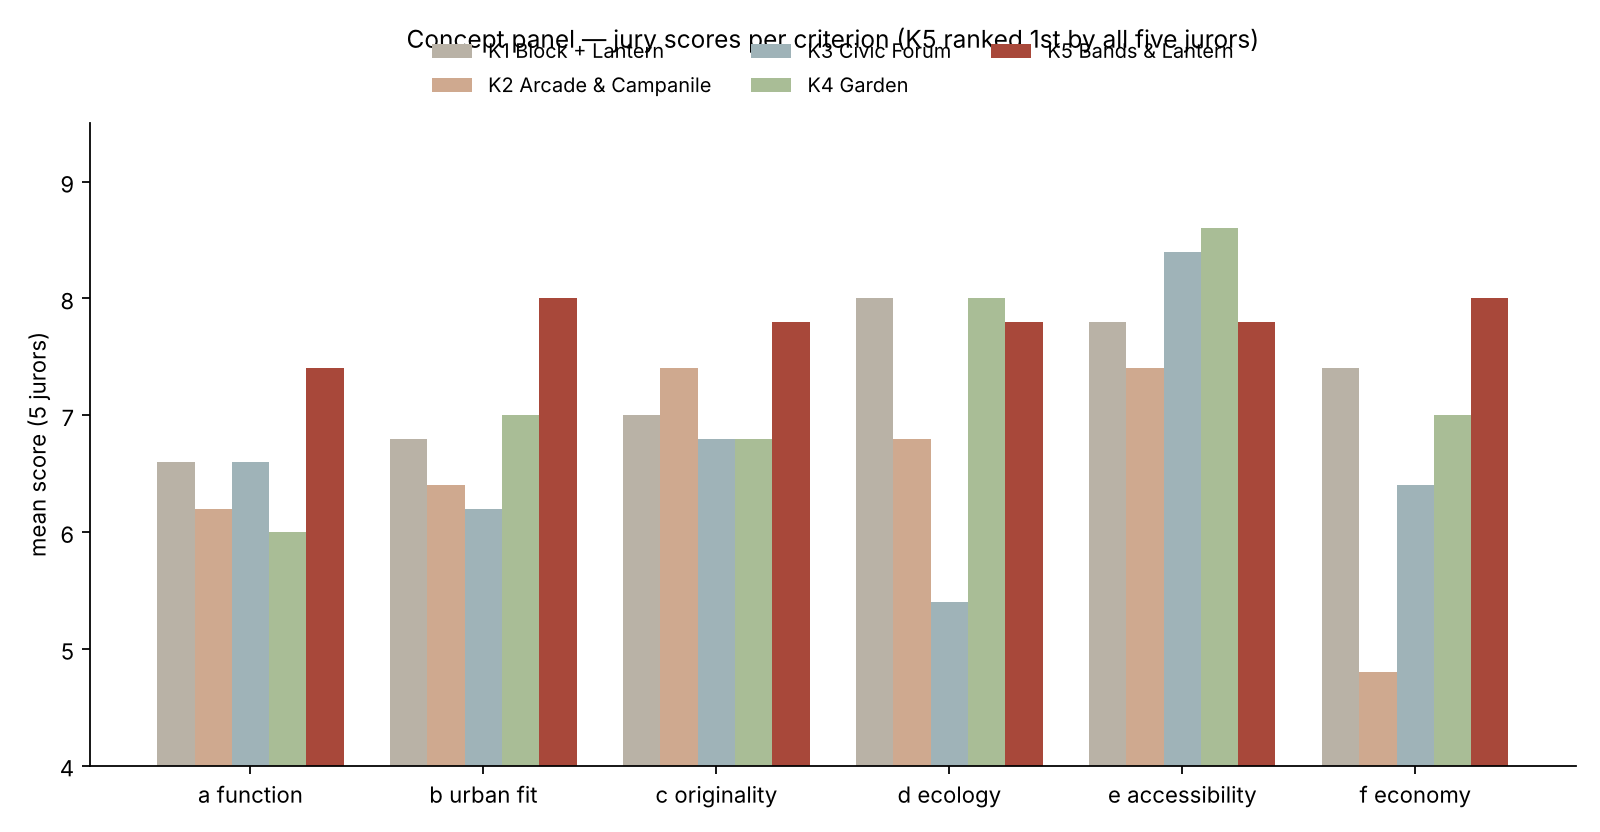 Concept panel — jury scores per criterion (K5 ranked 1st by all five jurors)
K1 Block + Lantern
K3 Civic Forum
K5 Bands & Lantern
K2 Arcade & Campanile
K4 Garden
mean score (5 jurors)
9
8
7
6
5
4
a function
b urban fit
c originality
d ecology
e accessibility
f economy